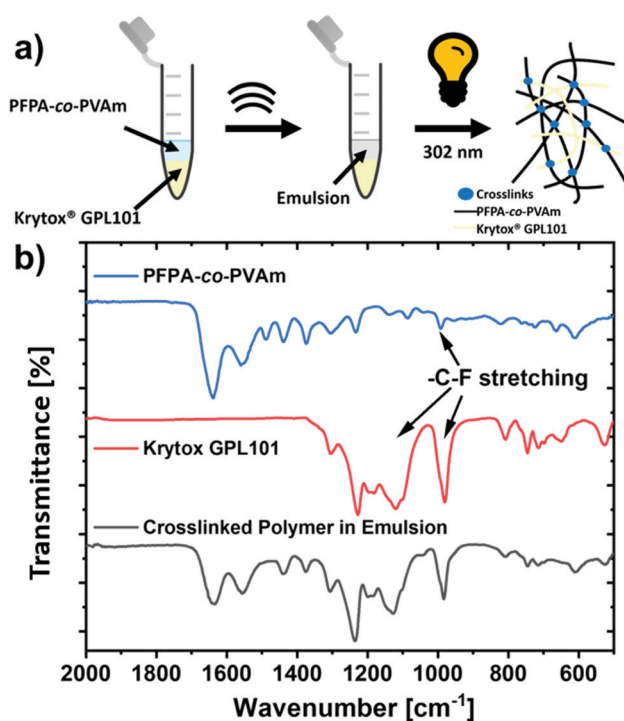 a)
PFPA-co-PVAm
Krytox® GPL101
Emulsion
302 nm
Crosslinks
PFPA-co-PVAm
Krytox® GPL101
b)
PFPA-co-PVAm
-C-F stretching
Krytox GPL101
Crosslinked Polymer in Emulsion
Transmittance [%]
2000 1800 1600 1400 1200 1000 800 600
Wavenumber [cm⁻¹]